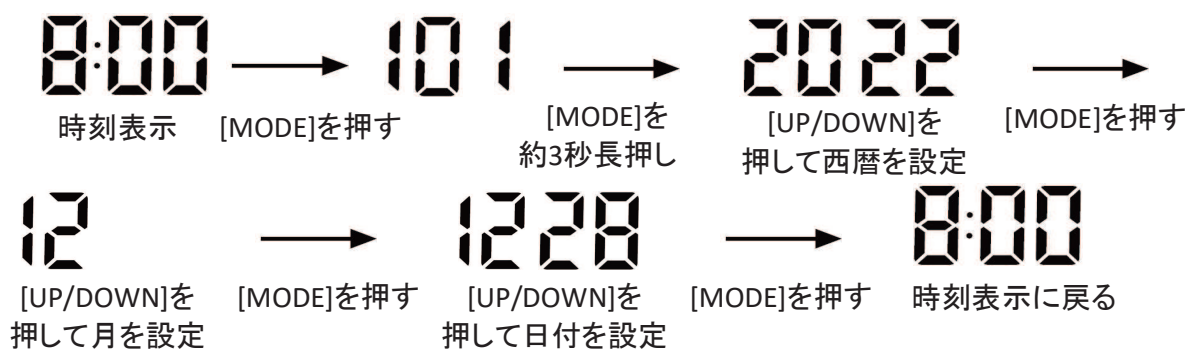 8:00
101
2022
時刻表示
[MODE]を押す
[MODE]を
約3秒長押し
[UP/DOWN]を
押して西暦を設定
[MODE]を押す
12
1228
8:00
[UP/DOWN]を
押して月を設定
[MODE]を押す
[UP/DOWN]を
押して日付を設定
[MODE]を押す
時刻表示に戻る